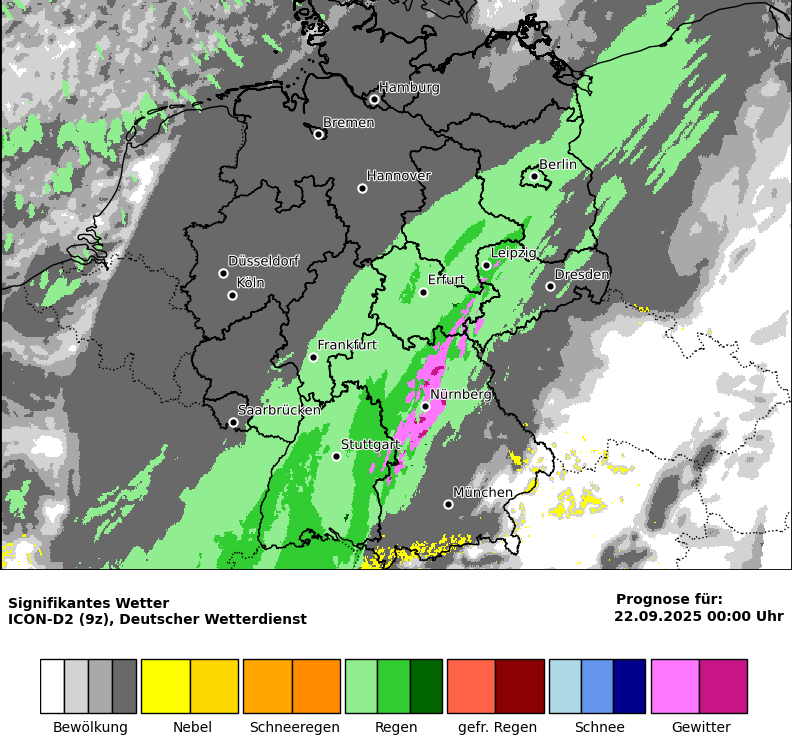 Hamburg
Bremen
Berlin
Hannover
Leipzig
Düsseldorf
Dresden
Köln
Erfurt
Frankfurt
Nürnberg
Saarbrücken
Stuttgart
München
Signifikantes Wetter
ICON-D2 (9z), Deutscher Wetterdienst
Prognose für:
22.09.2025 00:00 Uhr
Bewölkung Nebel Schneeregen Regen gefr. Regen Schnee Gewitter